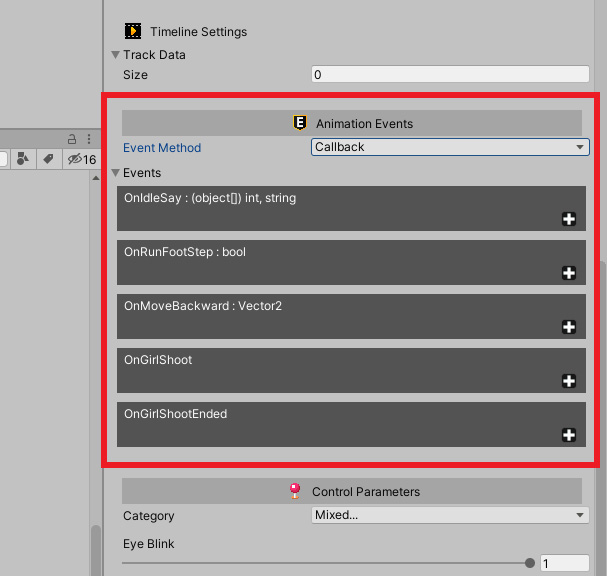 Timeline Settings
Track Data
Size 0
E Animation Events
Event Method Callback
16
Events
OnIdleSay : (object[]) int, string
OnRunFootStep : bool
OnMoveBackward : Vector2
OnGirlShoot
OnGirlShootEnded
Control Parameters
Category Mixed...
Eye Blink
1